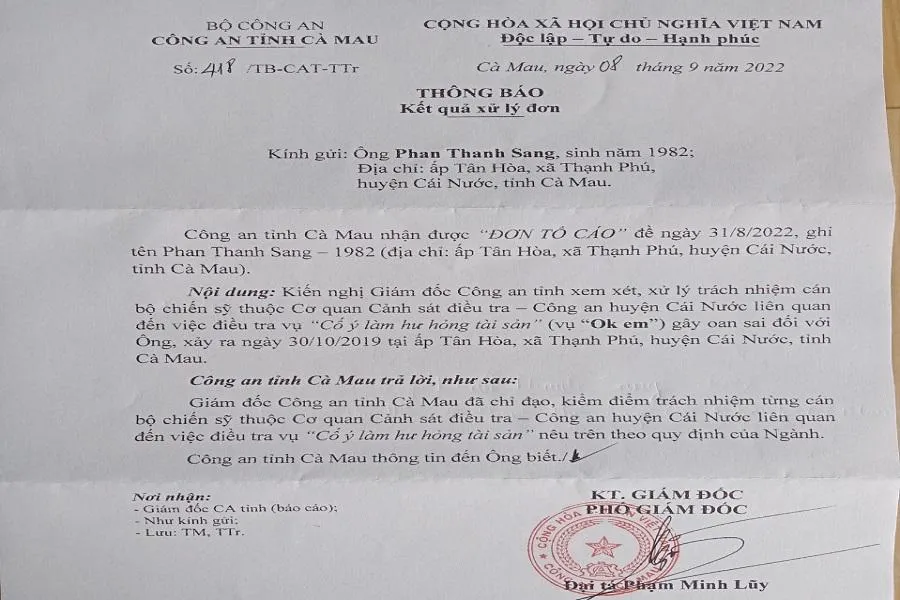 BỘ CÔNG AN
CÔNG AN TỈNH CÀ MAU
Số: 418 /TB-CAT-TTr
CỘNG HÒA XÃ HỘI CHỦ NGHĨA VIỆT NAM
Độc lập – Tự do – Hạnh phúc
Cà Mau, ngày 08 tháng 9 năm 2022
THÔNG BÁO
Kết quả xử lý đơn
Kính gửi: Ông Phan Thanh Sang, sinh năm 1982;
Địa chỉ: ấp Tân Hòa, xã Thạnh Phú,
huyện Cái Nước, tỉnh Cà Mau.
Công an tỉnh Cà Mau nhận được “ĐƠN TỐ CÁO” đề ngày 31/8/2022, ghi
tên Phan Thanh Sang – 1982 (địa chỉ: ấp Tân Hòa, xã Thạnh Phú, huyện Cái Nước,
tỉnh Cà Mau).
Nội dung: Kiến nghị Giám đốc Công an tỉnh xem xét, xử lý trách nhiệm cán
bộ chiến sỹ thuộc Cơ quan Cảnh sát điều tra – Công an huyện Cái Nước liên quan
đến việc điều tra vụ “Cố ý làm hư hỏng tài sản” (vụ “Ok em”) gây oan sai đối với
Ông, xảy ra ngày 30/10/2019 tại ấp Tân Hòa, xã Thạnh Phú, huyện Cái Nước, tỉnh
Cà Mau.
Công an tỉnh Cà Mau trả lời, như sau:
Giám đốc Công an tỉnh Cà Mau đã chỉ đạo, kiểm điểm trách nhiệm từng cán
bộ chiến sỹ thuộc Cơ quan Cảnh sát điều tra – Công an huyện Cái Nước liên quan
đến việc điều tra vụ “Cố ý làm hư hỏng tài sản” nêu trên theo quy định của Ngành.
Công an tỉnh Cà Mau thông tin đến Ông biết./.
Nơi nhận:
- Giám đốc CA tỉnh (báo cáo);
- Như kính gửi;
- Lưu: TM, TTr.
KT. GIÁM ĐỐC
PHÓ GIÁM ĐỐC
Đại tá Phạm Minh Lũy